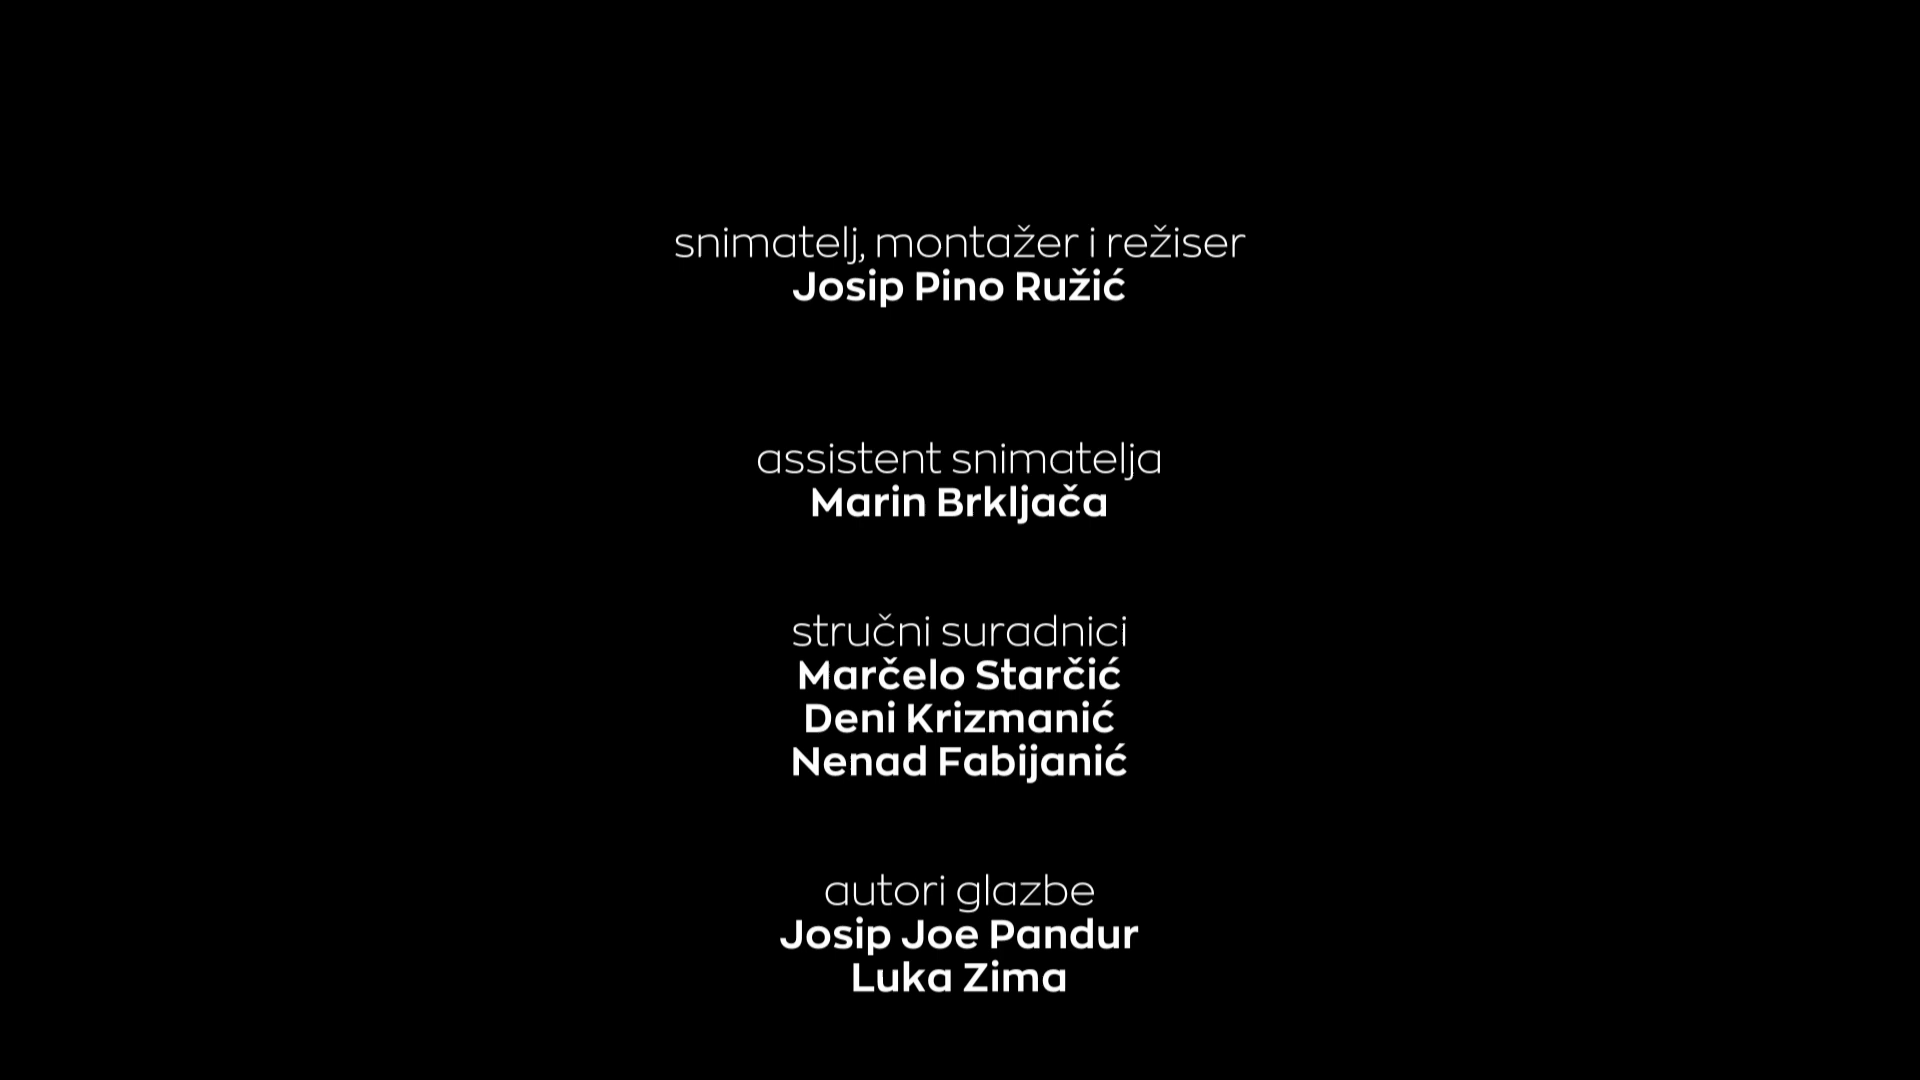 snimatelj, montažer i režiser
Josip Pino Ružić
assistent snimatelja
Marin Brkljača
stručni suradnici
Marčelo Starčić
Deni Krizmanić
Nenad Fabijanić
autori glazbe
Josip Joe Pandur
Luka Zima